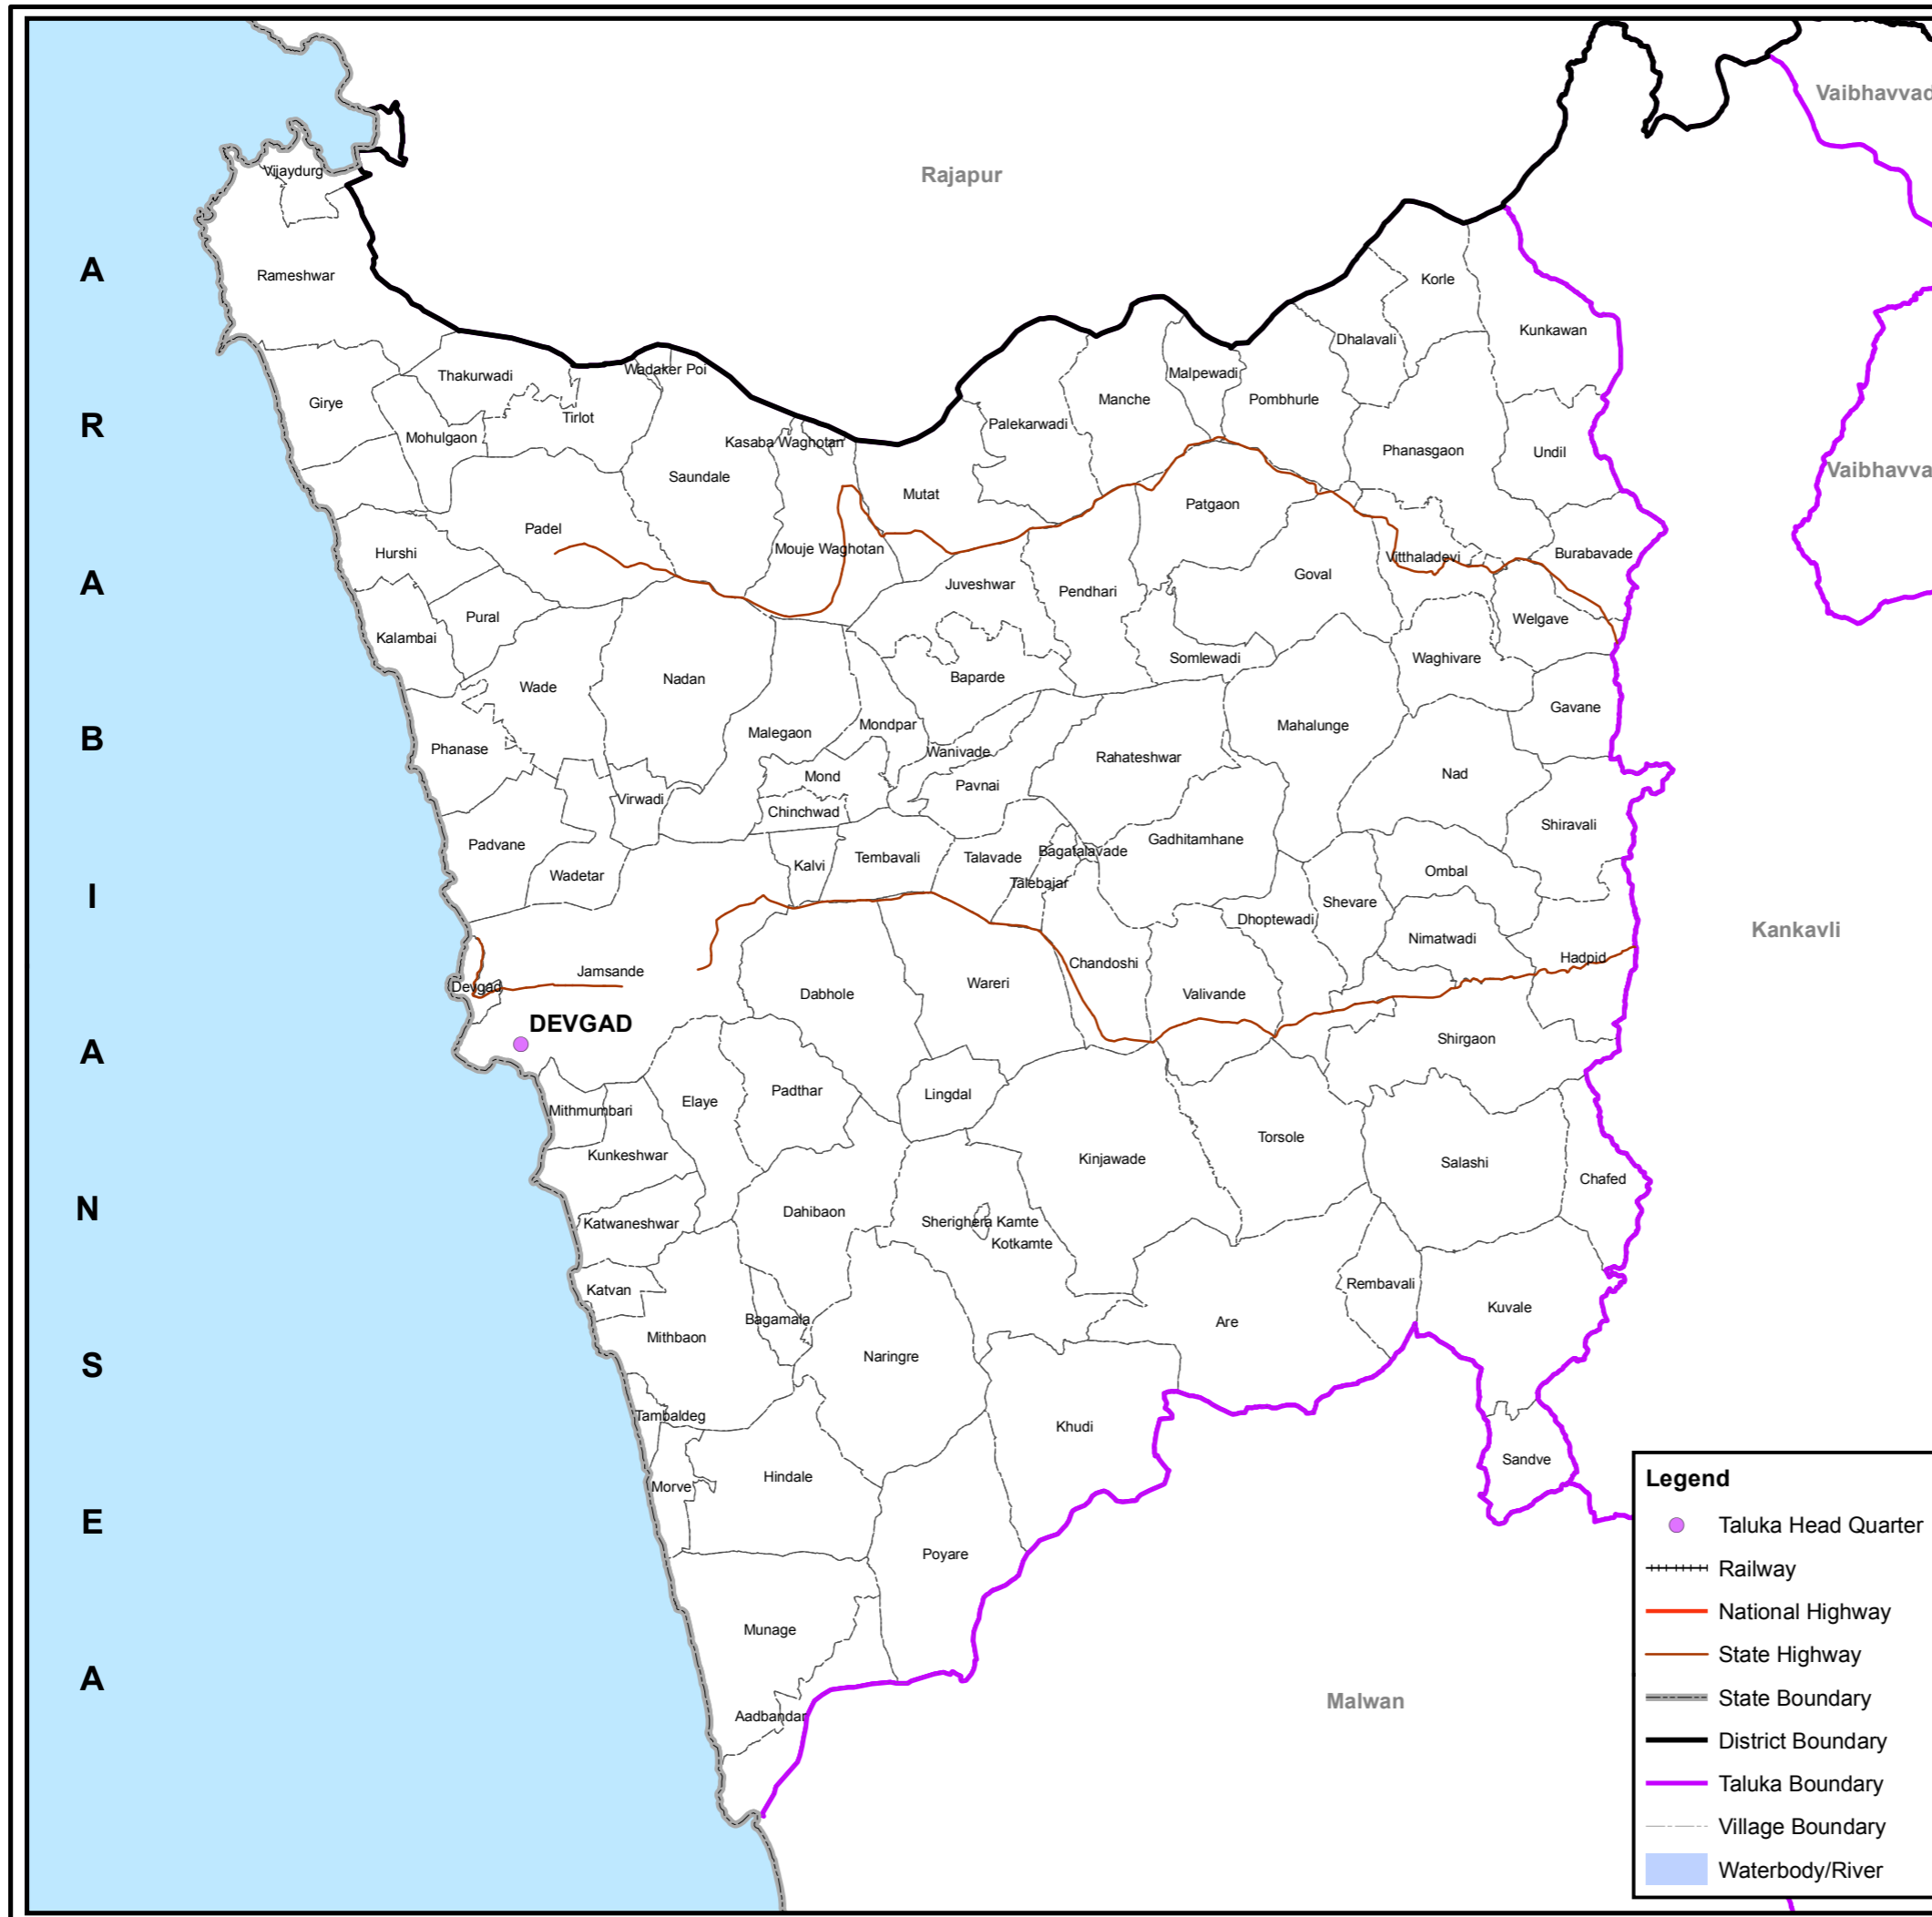 Vaibhavvad
Rajapur
Vijaydurg
A
Rameshwar
Korle
Kunkawan
Dhalavali
Wadaker Poi
Malpewadi
Thakurwadi
Girye
Manche
Pombhurle
R
Tirlot
Palekarwadi
Mohulgaon
Kasaba Waghotan
Phanasgaon
Undil
Vaibhavva
Saundale
Mutat
Patgaon
Padel
Mouje Waghotan
Hurshi
Vitthaladevi
Burabavade
Goval
A
Juveshwar
Pendhari
Pural
Welgave
Kalambai
Somlewadi
Waghivare
Baparde
Nadan
Wade
Gavane
Mondpar
Mahalunge
Malegaon
B
Phanase
Wanivade
Rahateshwar
Nad
Mond
Pavnai
Virwadi
Chinchwad
Shiravali
Padvane
Gadhitamhane
Bagatalavade
Tembavali
Talavade
Kalvi
Ombal
Wadetar
Talebajar
I
Shevare
Dhoptewadi
Kankavli
Nimatwadi
Hadpid
Chandoshi
Jamsande
Wareri
Devgad
Dabhole
Valivande
DEVGAD
Shirgaon
A
Padthar
Lingdal
Elaye
Mithmumbari
Torsole
Kunkeshwar
Kinjawade
Salashi
Chafed
N
Dahibaon
Katwaneshwar
Sherighera Kamte
Kotkamte
Rembavali
Katvan
Kuvale
Bagamala
Are
Mithbaon
Naringre
S
Tambaldeg
Khudi
Sandve
Hindale
Morve
Legend
E
Taluka Head Quarter
Poyare
Railway
National Highway
Munage
State Highway
A
State Boundary
Malwan
Aadbandar
District Boundary
Taluka Boundary
Village Boundary
Waterbody/River